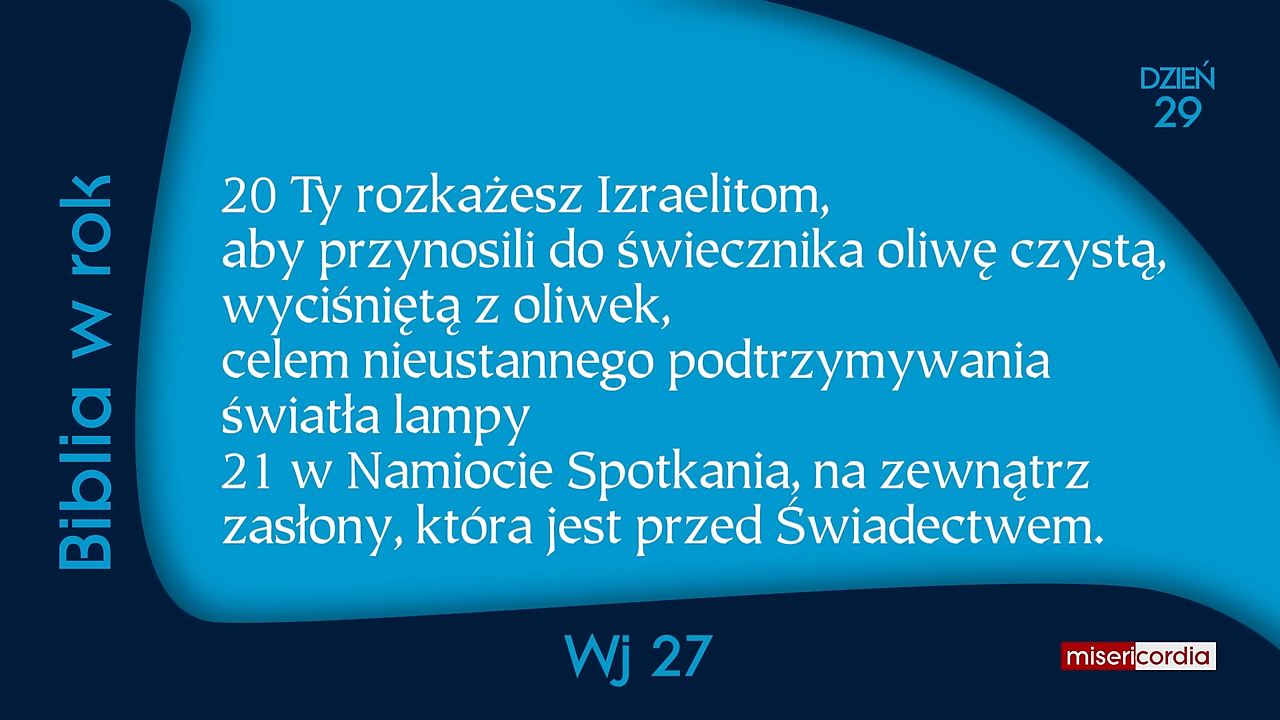 DZIEŃ
29
Biblia w rok
20 Ty rozkażesz Izraelitom,
aby przynosili do świecznika oliwę czystą,
wyciśniętą z oliwek,
celem nieustannego podtrzymywania
światła lampy
21 w Namiocie Spotkania, na zewnątrz
zasłony, która jest przed Świadectwem.
Wj 27
misericordia